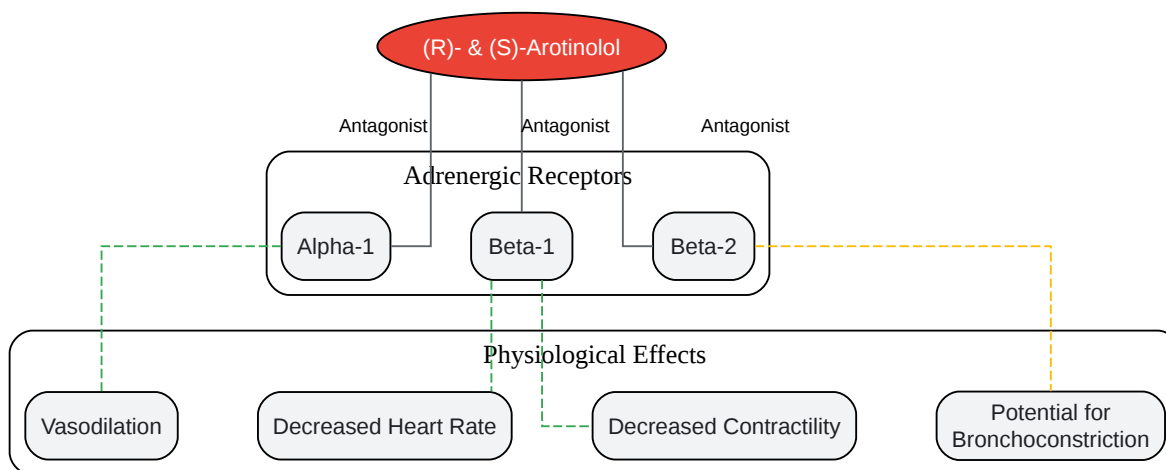 (R)- & (S)-Arotinolol
Antagonist
Antagonist
Antagonist
Adrenergic Receptors
Alpha-1
Beta-1
Beta-2
Physiological Effects
Vasodilation
Decreased Heart Rate
Decreased Contractility
Potential for
Bronchoconstriction